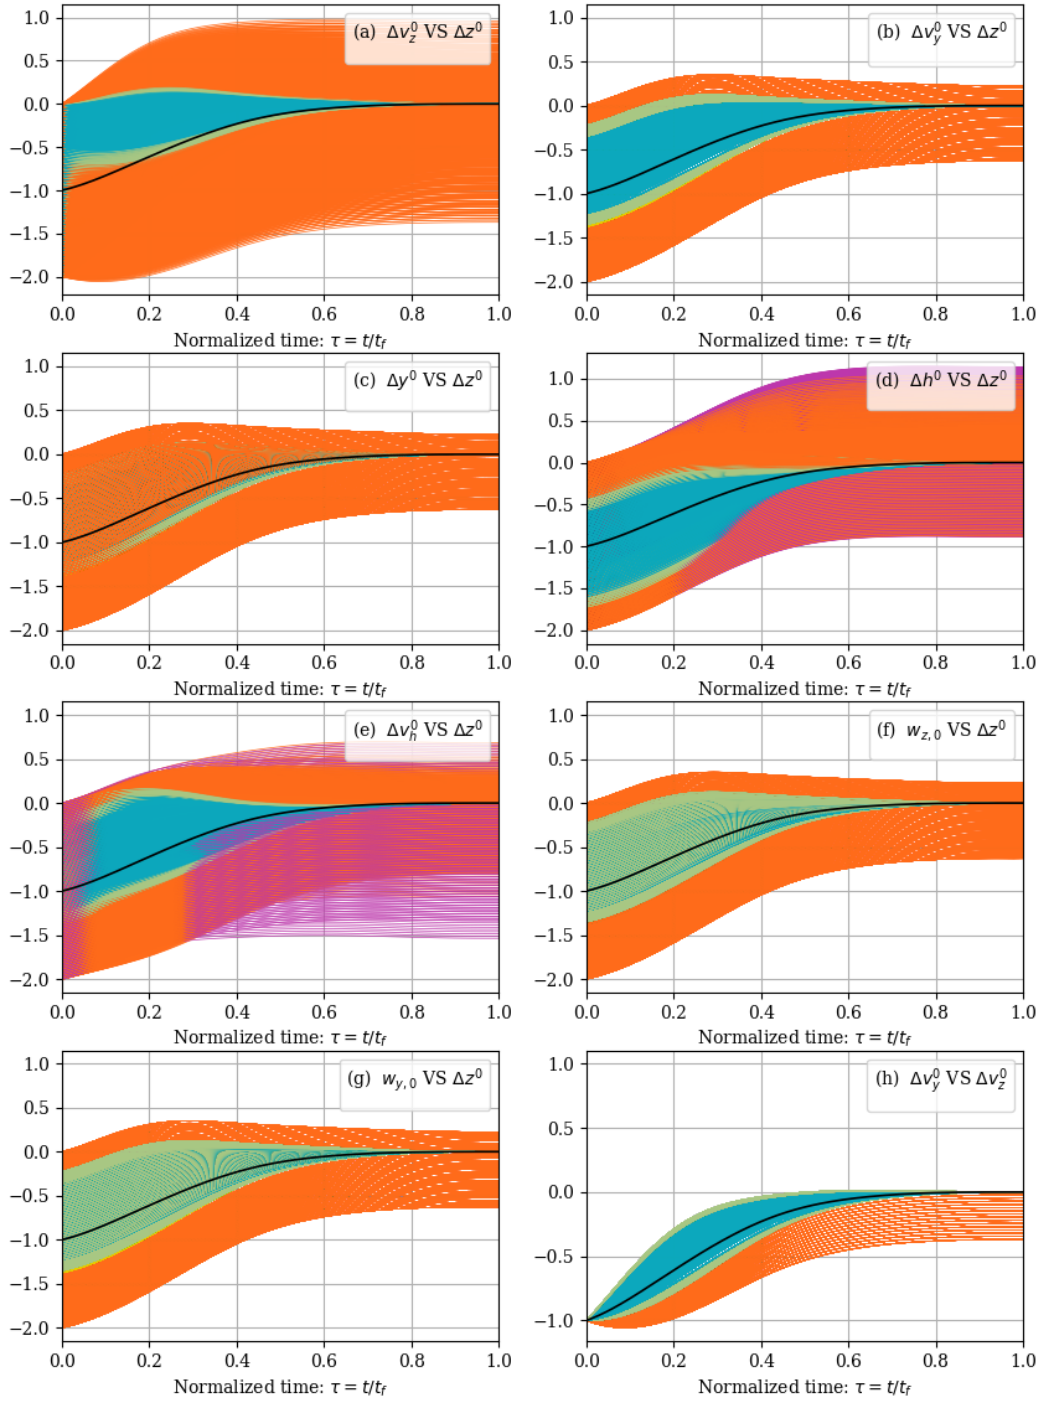 1.0
0.5
0.0
−0.5
−1.0
−1.5
−2.0
(a) Δv_z^0 VS Δz^0
0.0 0.2 0.4 0.6 0.8 1.0
Normalized time: τ = t/t_f
1.0
0.5
0.0
−0.5
−1.0
−1.5
−2.0
(b) Δv_y^0 VS Δz^0
0.0 0.2 0.4 0.6 0.8 1.0
Normalized time: τ = t/t_f
1.0
0.5
0.0
−0.5
−1.0
−1.5
−2.0
(c) Δy^0 VS Δz^0
0.0 0.2 0.4 0.6 0.8 1.0
Normalized time: τ = t/t_f
1.0
0.5
0.0
−0.5
−1.0
−1.5
−2.0
(d) Δh^0 VS Δz^0
0.0 0.2 0.4 0.6 0.8 1.0
Normalized time: τ = t/t_f
1.0
0.5
0.0
−0.5
−1.0
−1.5
−2.0
(e) Δv_h^0 VS Δz^0
0.0 0.2 0.4 0.6 0.8 1.0
Normalized time: τ = t/t_f
1.0
0.5
0.0
−0.5
−1.0
−1.5
−2.0
(f) w_{z,0} VS Δz^0
0.0 0.2 0.4 0.6 0.8 1.0
Normalized time: τ = t/t_f
1.0
0.5
0.0
−0.5
−1.0
−1.5
−2.0
(g) w_{y,0} VS Δz^0
0.0 0.2 0.4 0.6 0.8 1.0
Normalized time: τ = t/t_f
1.0
0.5
0.0
−0.5
−1.0
(h) Δv_y^0 VS Δv_z^0
0.0 0.2 0.4 0.6 0.8 1.0
Normalized time: τ = t/t_f